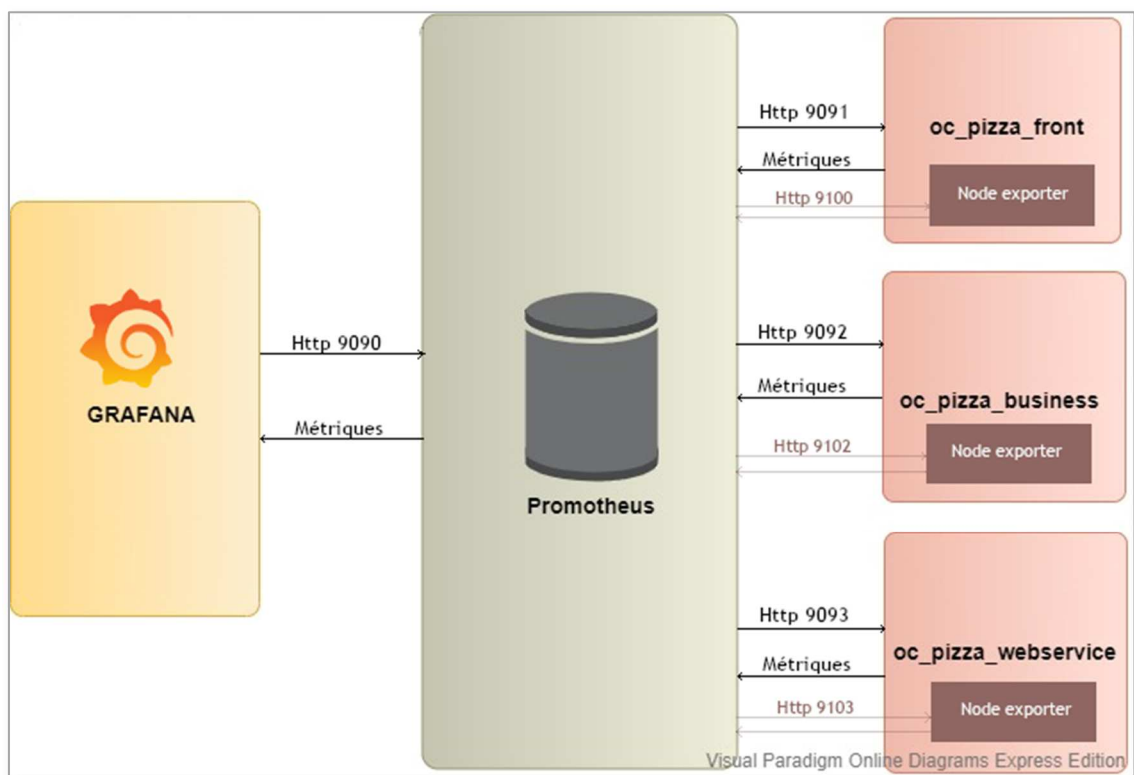 GRAFANA
Http 9090
Métriques
Promotheus
Http 9091
Métriques
Http 9100
oc_pizza_front
Node exporter
Http 9092
Métriques
Http 9102
oc_pizza_business
Node exporter
Http 9093
Métriques
Http 9103
oc_pizza_webservice
Node exporter
Visual Paradigm Online Diagrams Express Edition